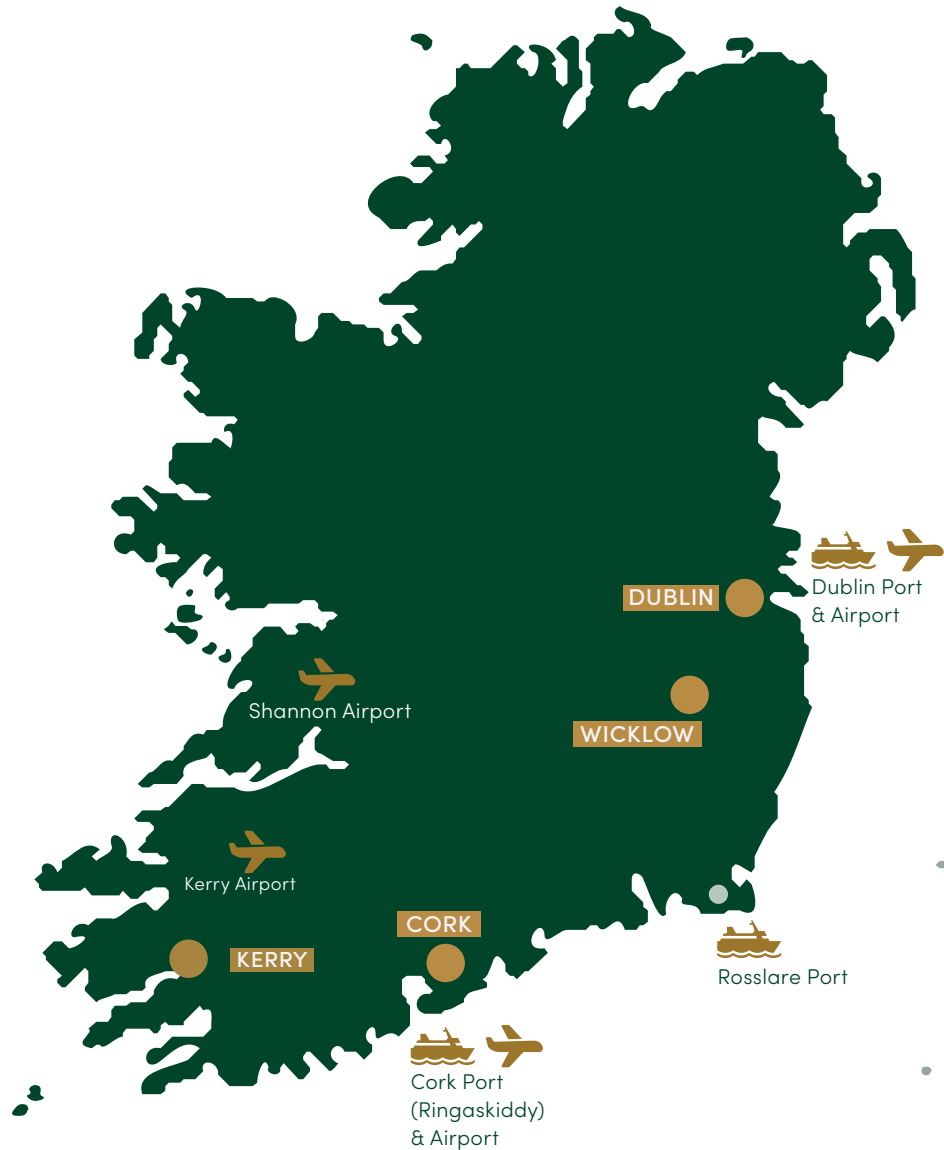 DUBLIN
Dublin Port
& Airport
Shannon Airport
WICKLOW
Kerry Airport
CORK
KERRY
Rosslare Port
Cork Port
(Ringaskiddy)
& Airport